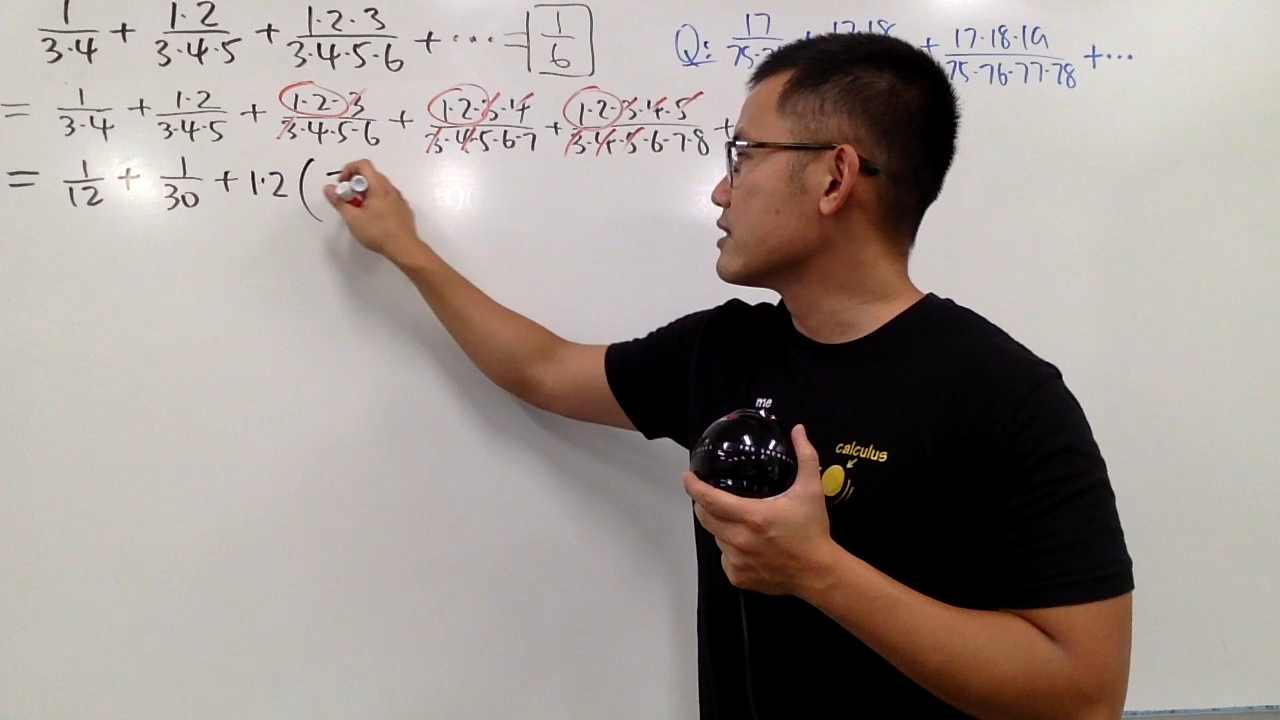 1/(3·4) + (1·2)/(3·4·5) + (1·2·3)/(3·4·5·6) + ··· = 1/6
Q: 17/75· + 17·18 + (17·18·19)/(75·76·77·78) + ···
= 1/(3·4) + (1·2)/(3·4·5) + (1·2·3)/(3·4·5·6) + (1·2·3·4)/(3·4·5·6·7) + (1·2·3·4·5)/(3·4·5·6·7·8) +
= 1/12 + 1/30 + 1·2 (
me
calculus